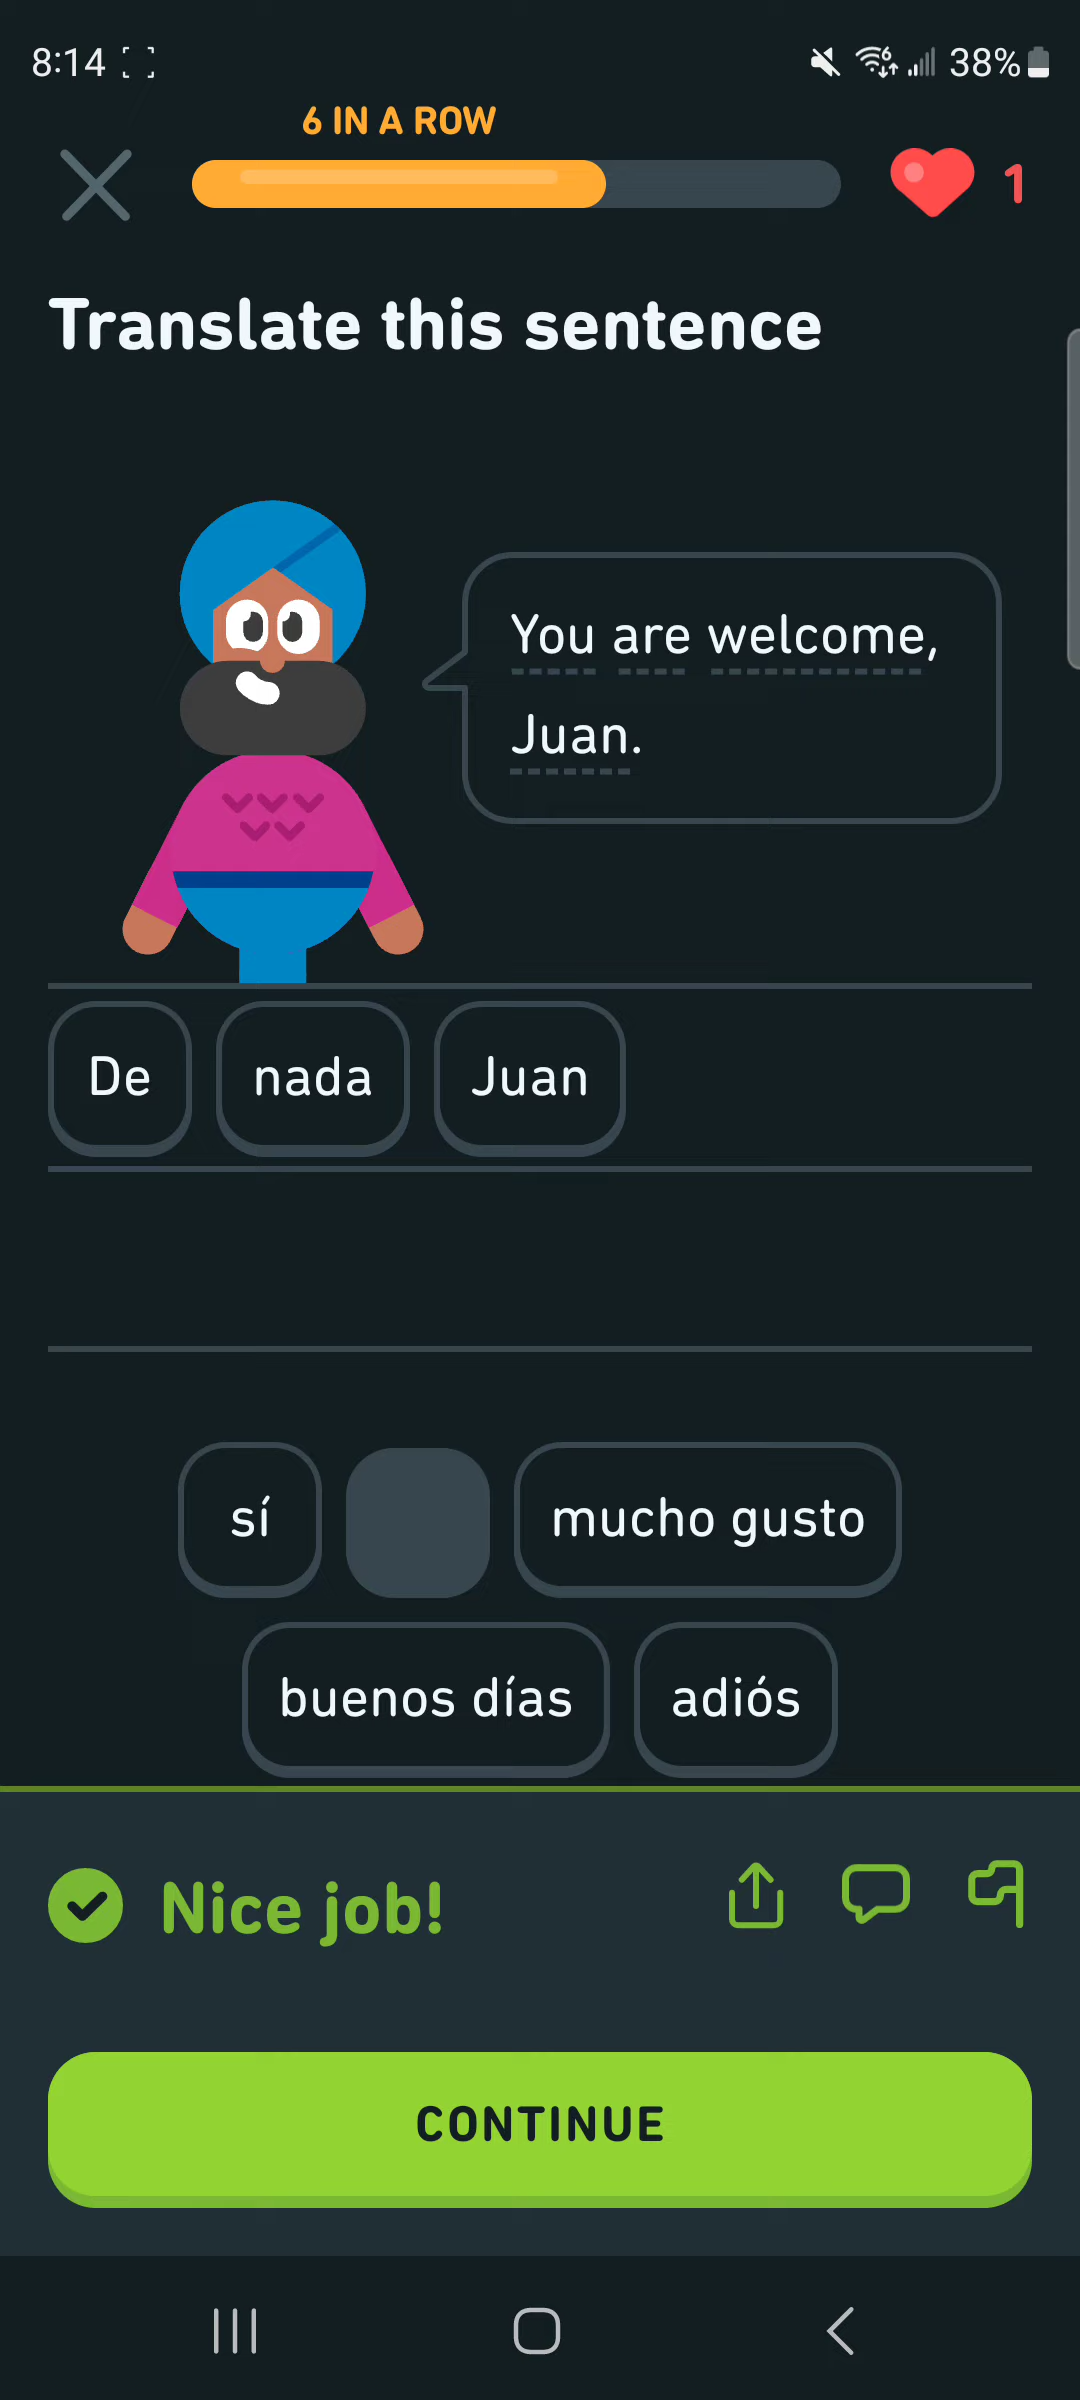 8:14
38%
6 IN A ROW
1
Translate this sentence
You are welcome,
Juan.
De nada Juan
sí mucho gusto
buenos días adiós
Nice job!
CONTINUE